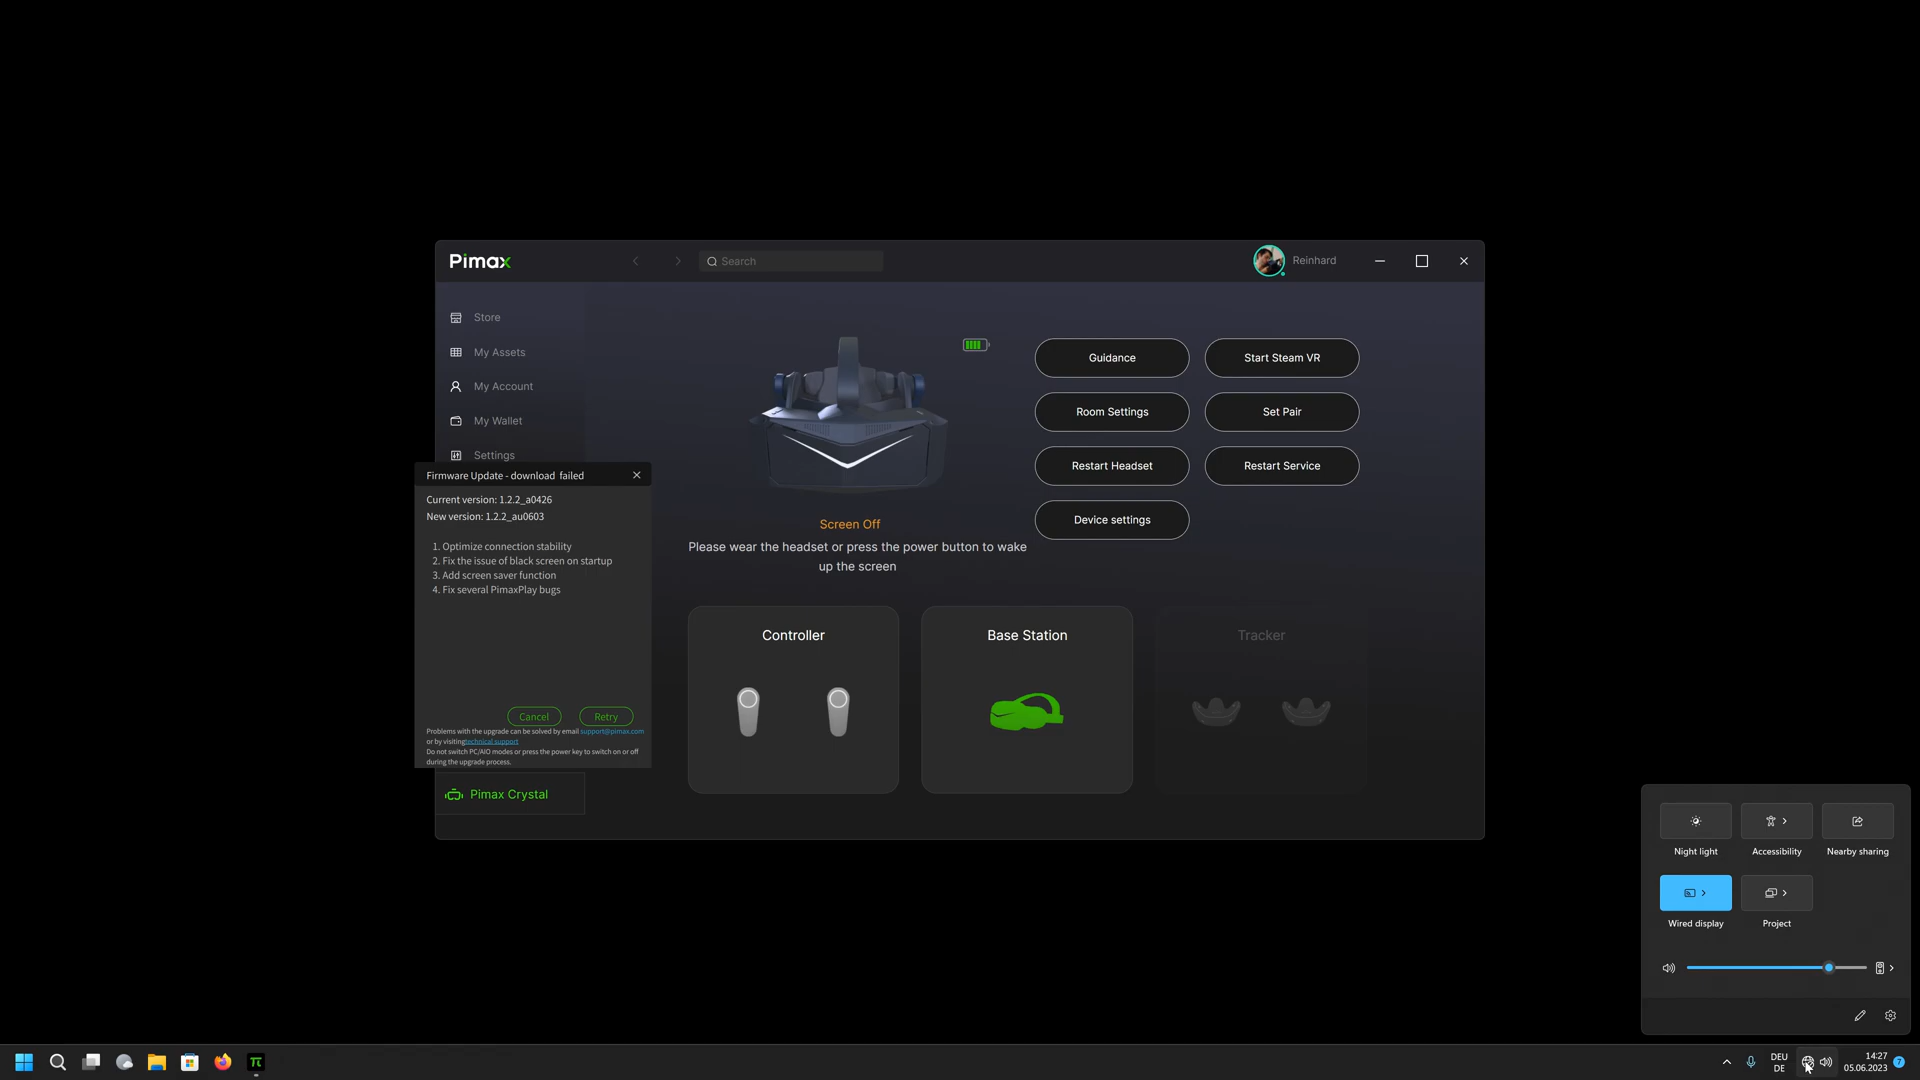 Pimax
Search
Reinhard
Store
My Assets
My Account
My Wallet
Settings
Guidance
Start Steam VR
Room Settings
Set Pair
Restart Headset
Restart Service
Device settings
Screen Off
Please wear the headset or press the power button to wake
up the screen
Firmware Update - download failed
Current version: 1.2.2_a0426
New version: 1.2.2_au0603
1. Optimize connection stability
2. Fix the issue of black screen on startup
3. Add screen saver function
4. Fix several PimaxPlay bugs
Cancel
Retry
Problems with the upgrade can be solved by email support@pimax.com
or by visitingtechnical support
Do not switch PC/AIO modes or press the power key to switch on or off
during the upgrade process.
Controller
Base Station
Tracker
Pimax Crystal
Night light
Accessibility
Nearby sharing
Wired display
Project
DEU
DE
14:27
05.06.2023
7